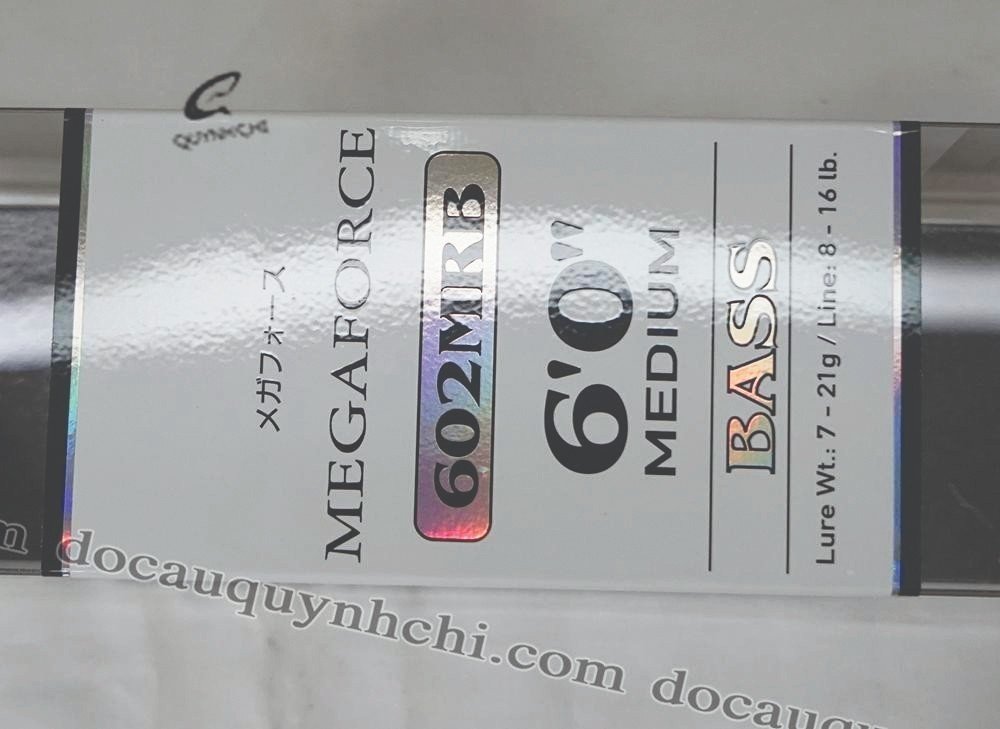 QUYNHCHI
メガフォース
MEGAFORCE
602MRB
6'0"
MEDIUM
BASS
Lure Wt.: 7 - 21g / Line: 8 - 16 lb.
m docauquynhchi.com docauqu